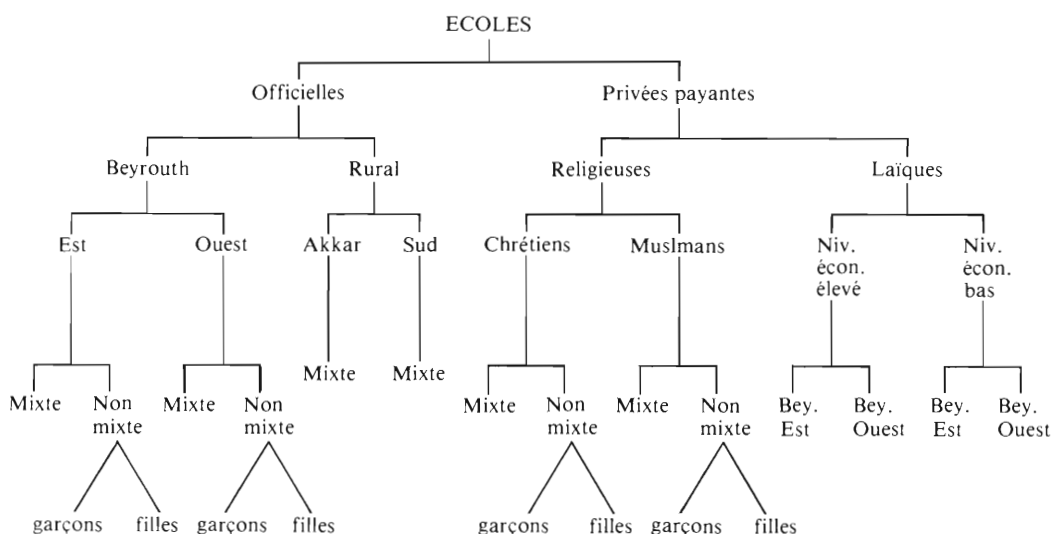 ECOLES
Officielles Privées payantes
Beyrouth Rural Religieuses Laïques
Est Ouest Akkar Sud Chrétiens Muslmans Niv. Niv.
écon. écon.
élevé bas
Mixte Mixte
Mixte Non Mixte Non Mixte Non Mixte Non Bey. Bey. Bey. Bey.
mixte mixte mixte mixte Est Ouest Est Ouest
garçons filles garçons filles garçons filles garçons filles